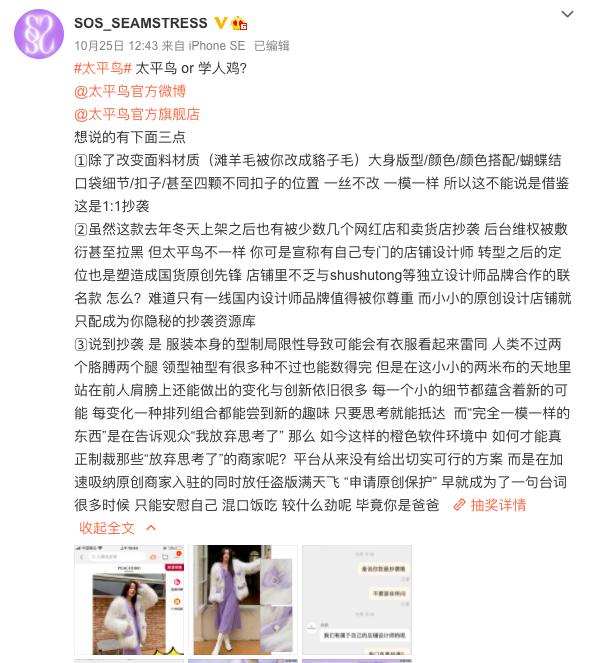 SOS_SEAMSTRESS
10月25日 12:43 来自 iPhone SE 已编辑
#太平鸟# 太平鸟 or 学人鸡?
@太平鸟官方微博
@太平鸟官方旗舰店
想说的有下面三点
①除了改变面料材质（滩羊毛被你改成貉子毛）大身版型/颜色/颜色搭配/蝴蝶结
口袋细节/扣子/甚至四颗不同扣子的位置 一丝不改 一模一样 所以这不能说是借鉴
这是1:1抄袭
②虽然这款去年冬天上架之后也有被少数几个网红店和卖货店抄袭 后台维权被敷
衍甚至拉黑 但太平鸟不一样 你可是宣称有自己专门的店铺设计师 转型之后的定
位也是塑造成国货原创先锋 店铺里不乏与shushutong等独立设计师品牌合作的联
名款 怎么？难道只有一线国内设计师品牌值得被你尊重 而小小的原创设计店铺就
只配成为你隐秘的抄袭资源库
③说到抄袭 是 服装本身的型制局限性导致可能会有衣服看起来雷同 人类不过两
个胳膊两个腿 领型袖型有很多种不过也能数得完 但是在这小小的两米布的天地里
站在前人肩膀上还能做出的变化与创新依旧很多 每一个小的细节都蕴含着新的可
能 每变化一种排列组合都能尝到新的趣味 只要思考就能抵达 而“完全一模一样的
东西”是在告诉观众“我放弃思考了” 那么 如今这样的橙色软件环境中 如何才能真
正制裁那些“放弃思考了”的商家呢？平台从来没有给出切实可行的方案 而是在加
速吸纳原创商家入驻的同时放任盗版满天飞 “申请原创保护” 早就成为了一句台词
很多时候 只能安慰自己 混口饭吃 较什么劲呢 毕竟你是爸爸 抽奖详情
收起全文
PEACEBIRD
我们有属于自己的店铺设计师的呢